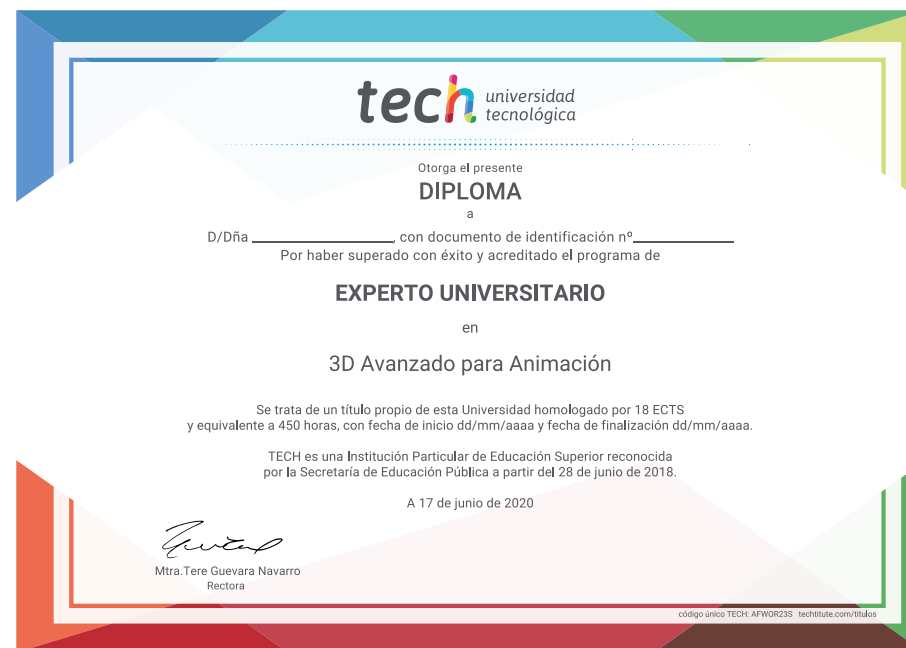 tech universidad
tecnológica
Otorga el presente
DIPLOMA
a
D/Dña ____________________, con documento de identificación nº______________
Por haber superado con éxito y acreditado el programa de
EXPERTO UNIVERSITARIO
en
3D Avanzado para Animación
Se trata de un título propio de esta Universidad homologado por 18 ECTS
y equivalente a 450 horas, con fecha de inicio dd/mm/aaaa y fecha de finalización dd/mm/aaaa.
TECH es una Institución Particular de Educación Superior reconocida
por la Secretaría de Educación Pública a partir del 28 de junio de 2018.
A 17 de junio de 2020
Mtra.Tere Guevara Navarro
Rectora
código único TECH: AFWOR23S techtitute.com/titulos